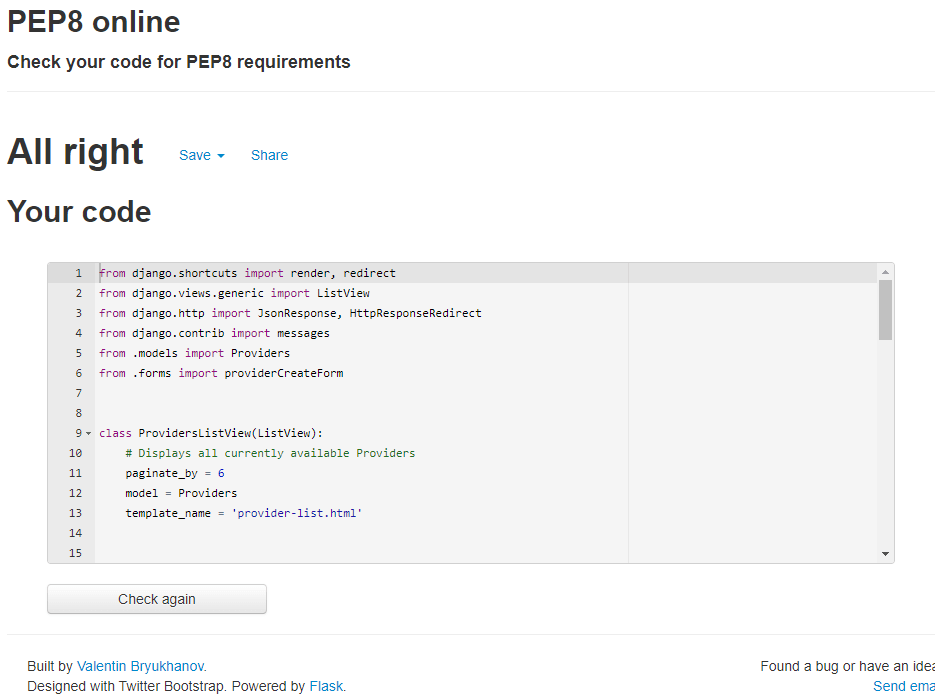 PEP8 online
Check your code for PEP8 requirements
All right Save Share
Your code
1 from django.shortcuts import render, redirect
2 from django.views.generic import ListView
3 from django.http import JsonResponse, HttpResponseRedirect
4 from django.contrib import messages
5 from .models import Providers
6 from .forms import providerCreateForm
7
8
9 class ProvidersListView(ListView):
10 # Displays all currently available Providers
11 paginate_by = 6
12 model = Providers
13 template_name = 'provider-list.html'
14
15
Check again
Built by Valentin Bryukhanov. Found a bug or have an idea
Designed with Twitter Bootstrap. Powered by Flask. Send ema